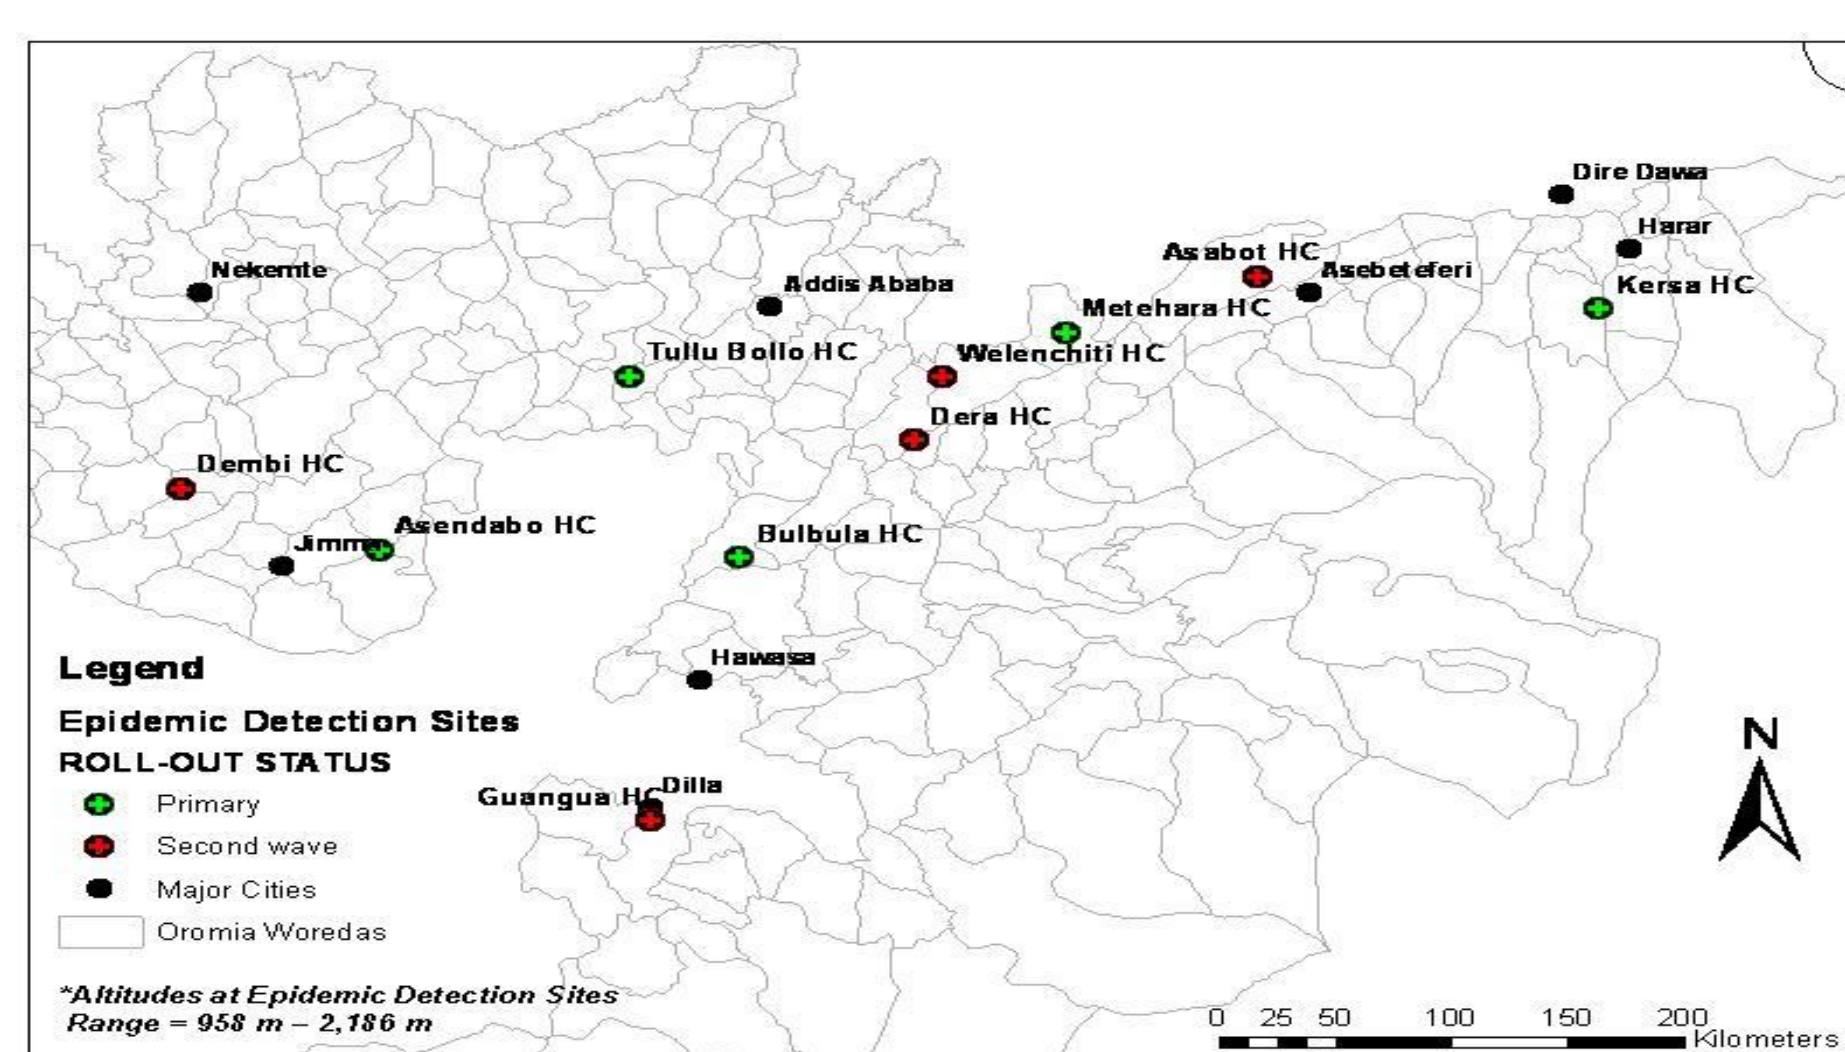 Dire Dawa
Harar
Asabot HC
Nekemte
Asebeteferi
Addis Ababa
Kersa HC
Metehara HC
Tullu Bollo HC
Welenchiti HC
Dera HC
Dembi HC
Asendabo HC
Jimma
Bulbula HC
Hawasa
Dilla
Guangua HC
Legend
Epidemic Detection Sites
ROLL-OUT STATUS
Primary
Second wave
Major Cities
Oromia Woredas
*Altitudes at Epidemic Detection Sites
Range = 958 m – 2,186 m
N
0 25 50 100 150 200
Kilometers